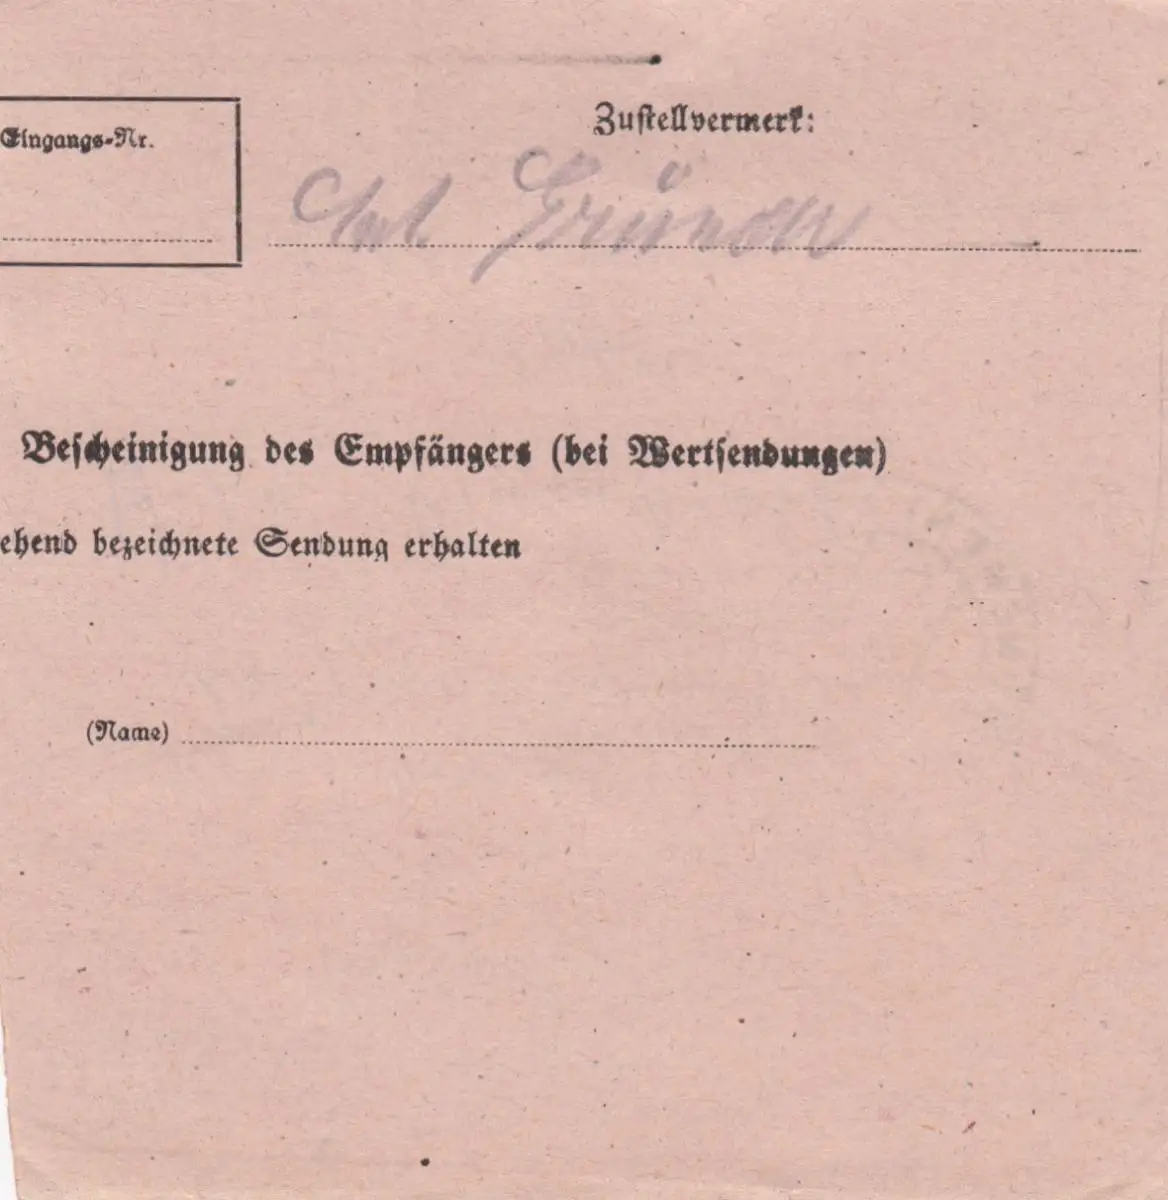 Zustellvermerk:
Eingangs-Nr.
Bescheinigung des Empfängers (bei Wertsendungen)
ehend bezeichnete Sendung erhalten
(Name)